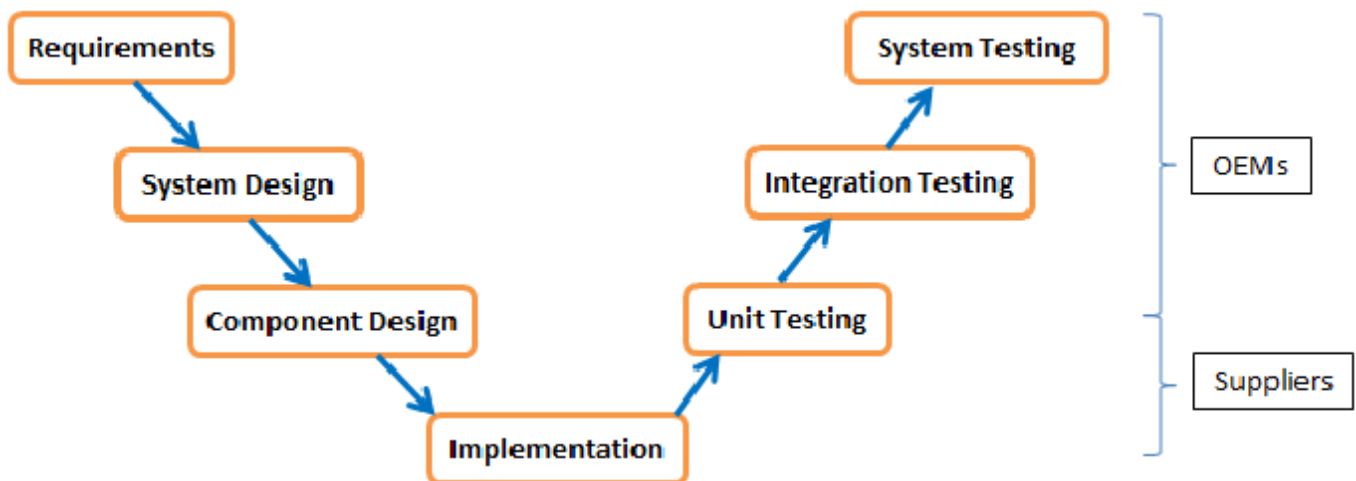 Requirements
System Testing
System Design
Integration Testing
OEMs
Component Design
Unit Testing
Suppliers
Implementation